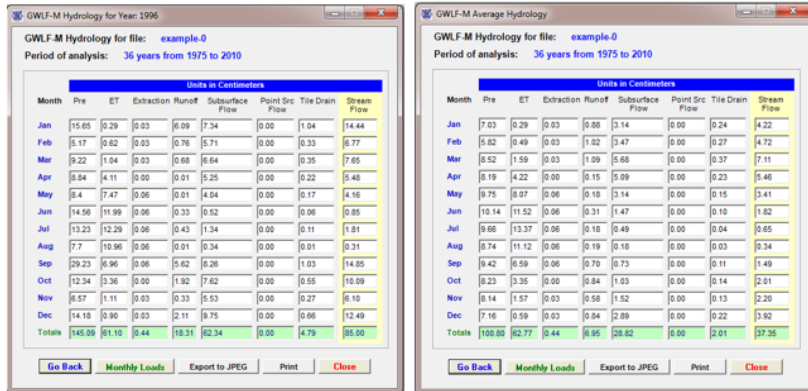 GWLF-M Hydrology for Year: 1996
GWLF-M Hydrology for file: example-0
Period of analysis: 36 years from 1975 to 2010
Units in Centimeters
Month Pre ET Extraction Runoff Subsurface Flow Point Src Flow Tile Drain Stream Flow
Jan 15.65 0.29 0.03 6.09 7.34 0.00 1.04 14.44
Feb 5.17 0.62 0.03 0.76 5.71 0.00 0.33 6.77
Mar 9.22 1.04 0.03 0.68 6.64 0.00 0.35 7.65
Apr 8.84 4.11 0.00 0.01 5.25 0.00 0.22 5.48
May 8.4 7.47 0.06 0.01 4.04 0.00 0.17 4.16
Jun 14.56 11.99 0.06 0.33 0.52 0.00 0.06 0.85
Jul 13.23 12.29 0.06 0.43 1.34 0.00 0.11 1.81
Aug 7.7 10.96 0.06 0.01 0.34 0.00 0.01 0.31
Sep 29.23 6.96 0.06 5.62 8.26 0.00 1.03 14.85
Oct 12.34 3.36 0.00 1.92 7.62 0.00 0.55 10.09
Nov 6.57 1.11 0.03 0.33 5.53 0.00 0.27 6.10
Dec 14.18 0.90 0.03 2.11 9.75 0.00 0.66 12.49
Totals 145.09 61.10 0.44 18.31 62.34 0.00 4.79 85.00
Go Back Monthly Loads Export to JPEG Print Close
GWLF-M Average Hydrology
GWLF-M Hydrology for file: example-0
Period of analysis: 36 years from 1975 to 2010
Units in Centimeters
Month Pre ET Extraction Runoff Subsurface Flow Point Src Flow Tile Drain Stream Flow
Jan 7.03 0.29 0.03 0.88 3.14 0.00 0.24 4.22
Feb 5.82 0.49 0.03 1.02 3.47 0.00 0.27 4.72
Mar 8.52 1.59 0.03 1.09 5.68 0.00 0.37 7.11
Apr 8.19 4.22 0.00 0.15 5.09 0.00 0.23 5.46
May 9.75 8.07 0.06 0.18 3.14 0.00 0.15 3.41
Jun 10.14 11.52 0.06 0.31 1.47 0.00 0.10 1.82
Jul 9.66 13.37 0.06 0.18 0.49 0.00 0.04 0.65
Aug 8.74 11.12 0.06 0.19 0.18 0.00 0.03 0.34
Sep 9.42 6.59 0.06 0.70 0.73 0.00 0.11 1.49
Oct 8.23 3.35 0.00 0.84 1.03 0.00 0.14 2.01
Nov 8.14 1.57 0.03 0.58 1.52 0.00 0.13 2.20
Dec 7.16 0.59 0.03 0.84 2.89 0.00 0.22 3.92
Totals 100.80 62.77 0.44 6.95 28.82 0.00 2.01 37.35
Go Back Monthly Loads Export to JPEG Print Close